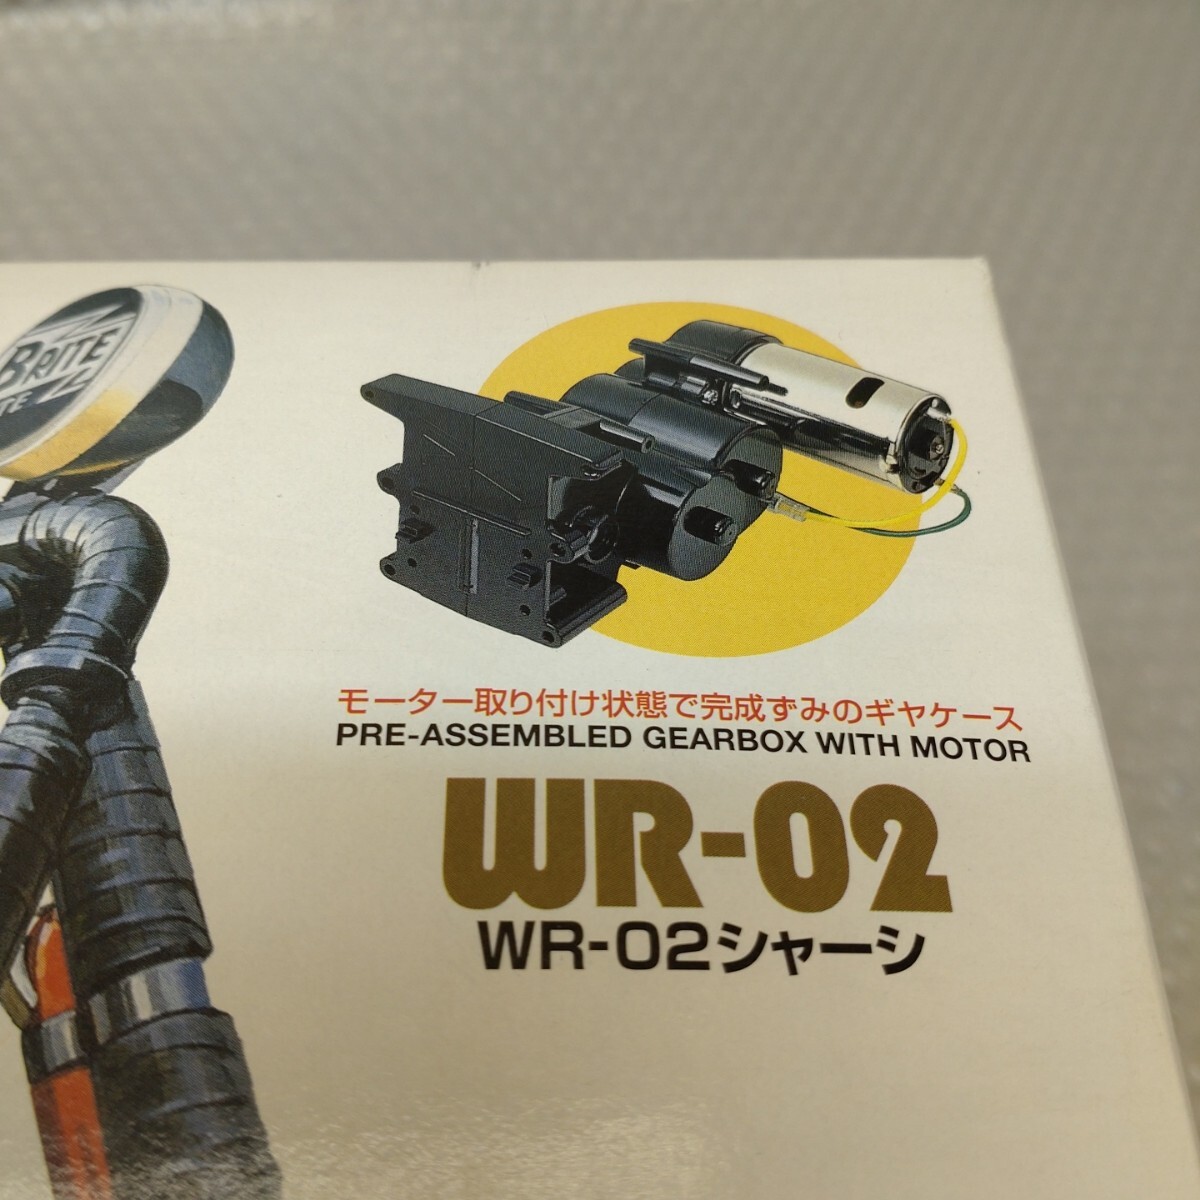 BRITE
モーター取り付け状態で完成ずみのギヤケース
PRE-ASSEMBLED GEARBOX WITH MOTOR
WR-02
WR-02シャーシ